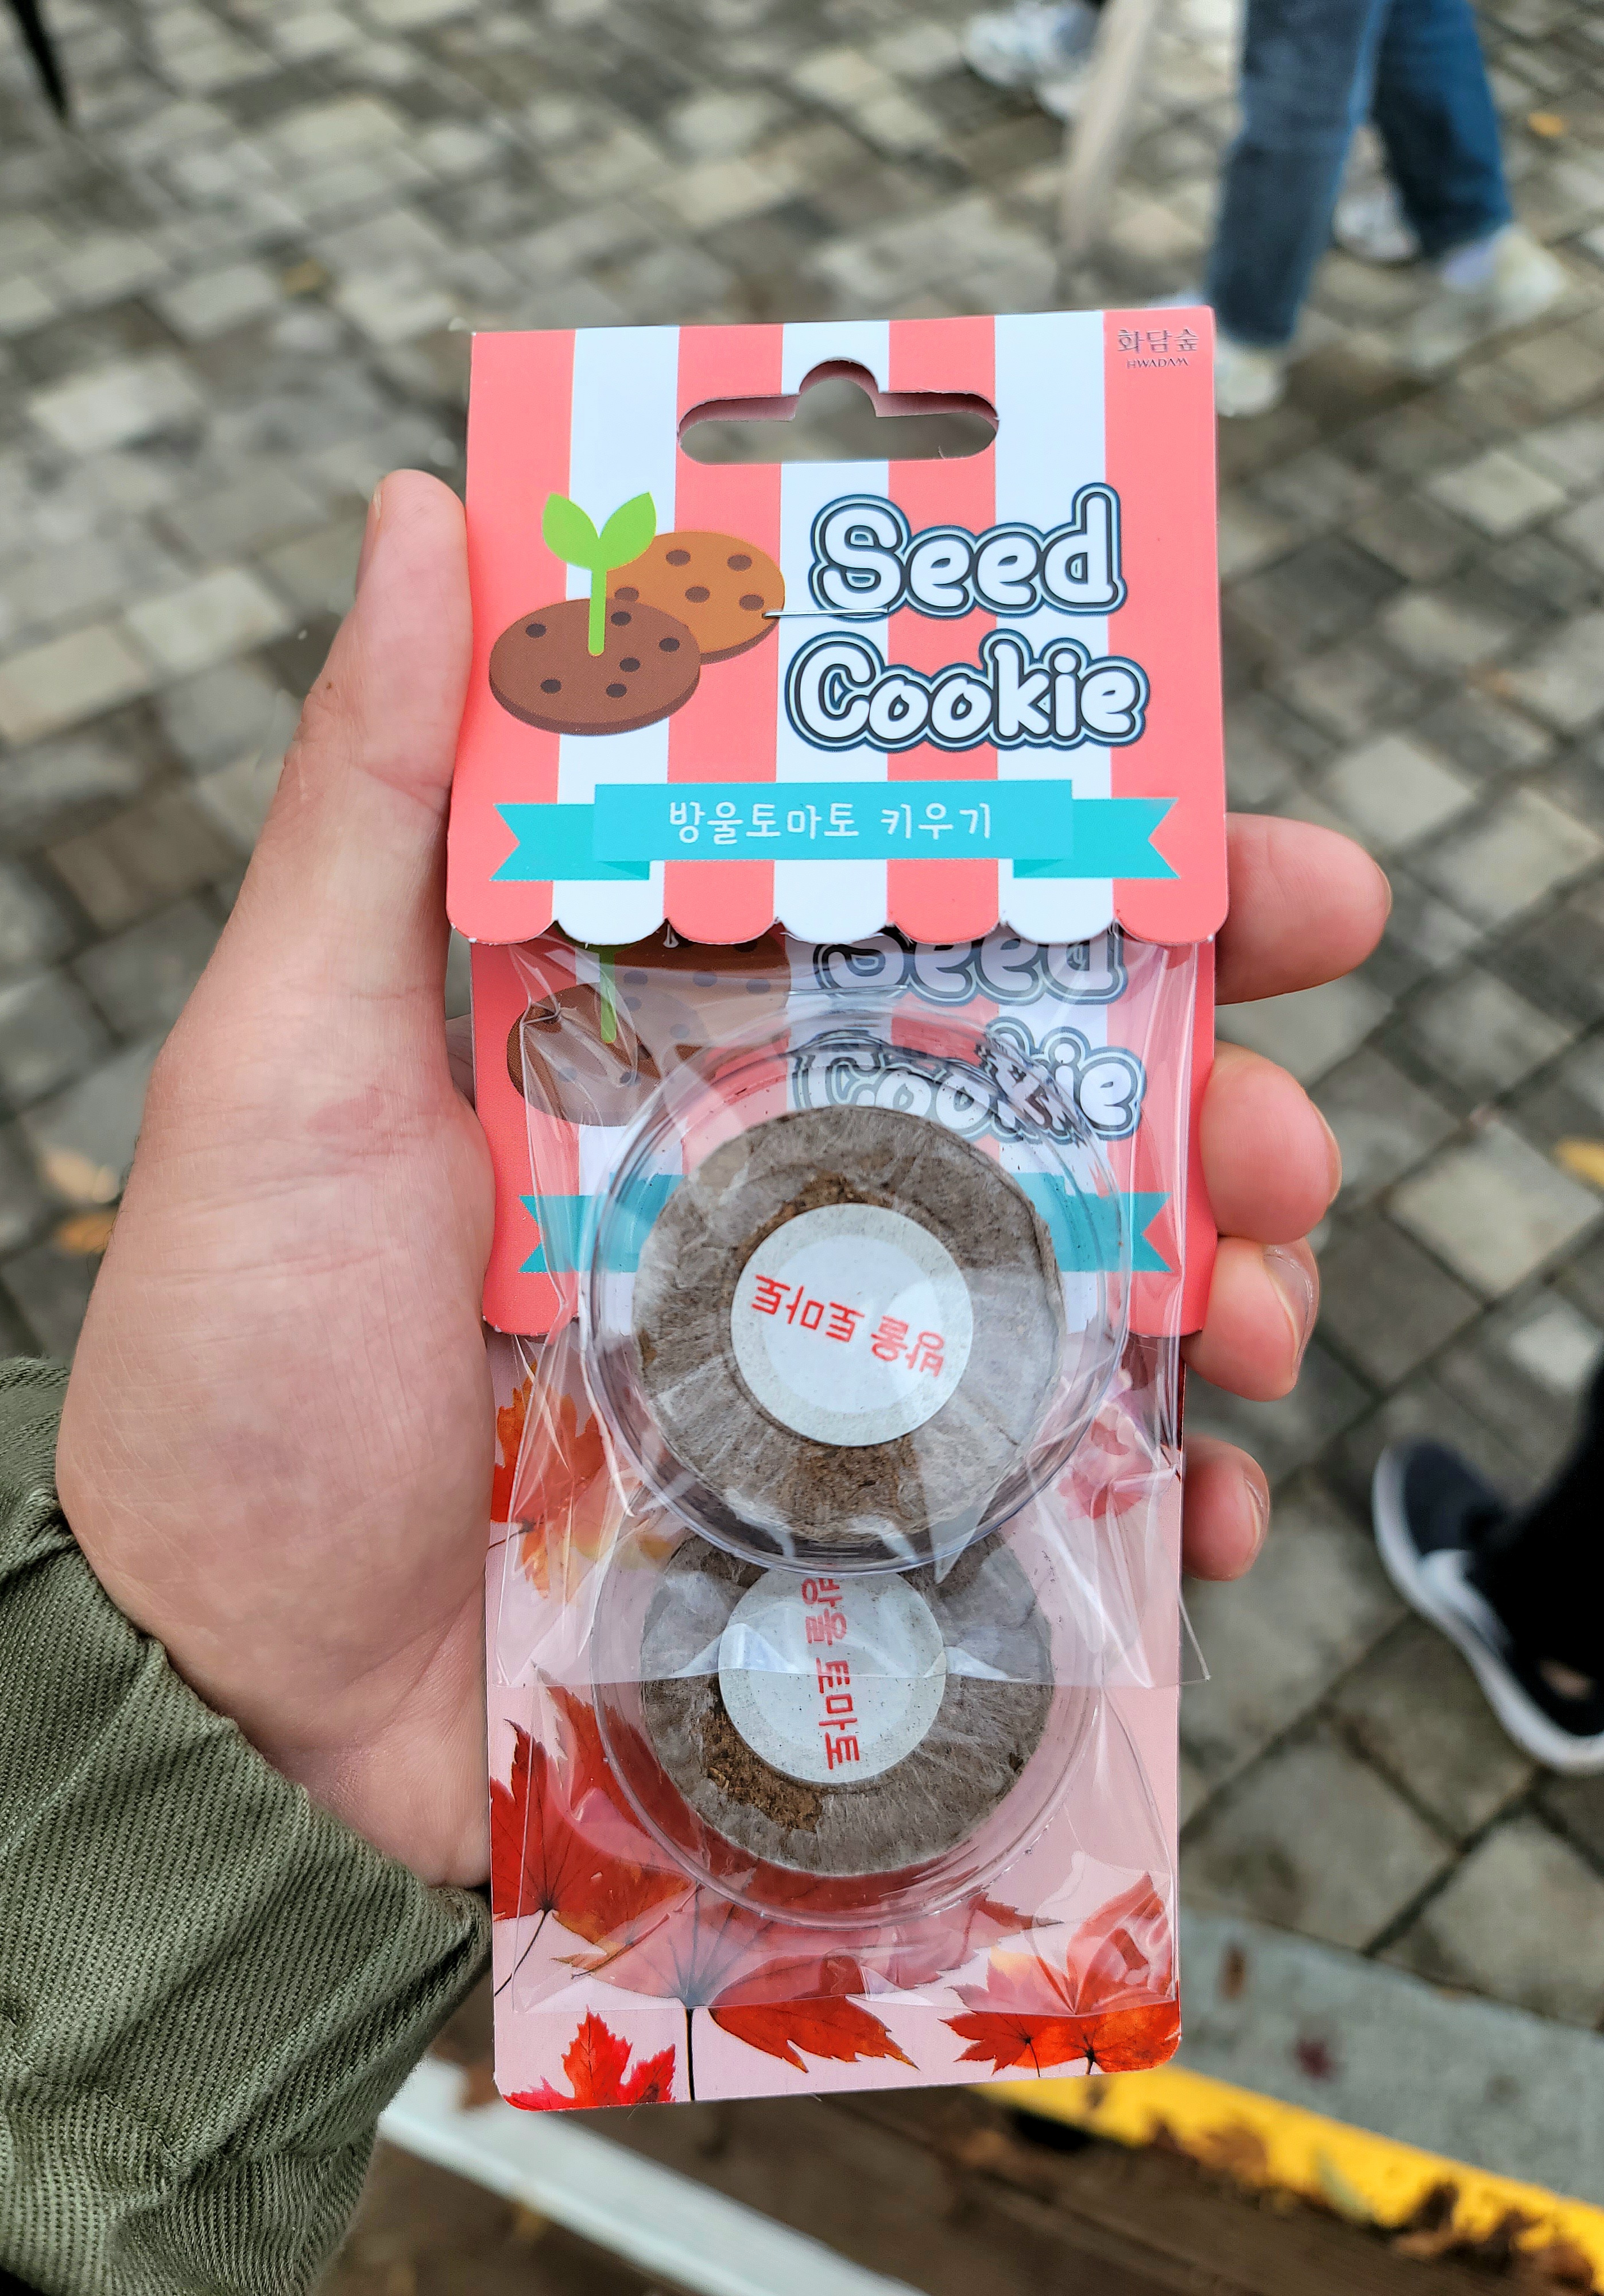 화담숲
HWADAM
Seed
Cookie
방울토마토 키우기
Seed
Cookie
방울 토마토
방울 토마토